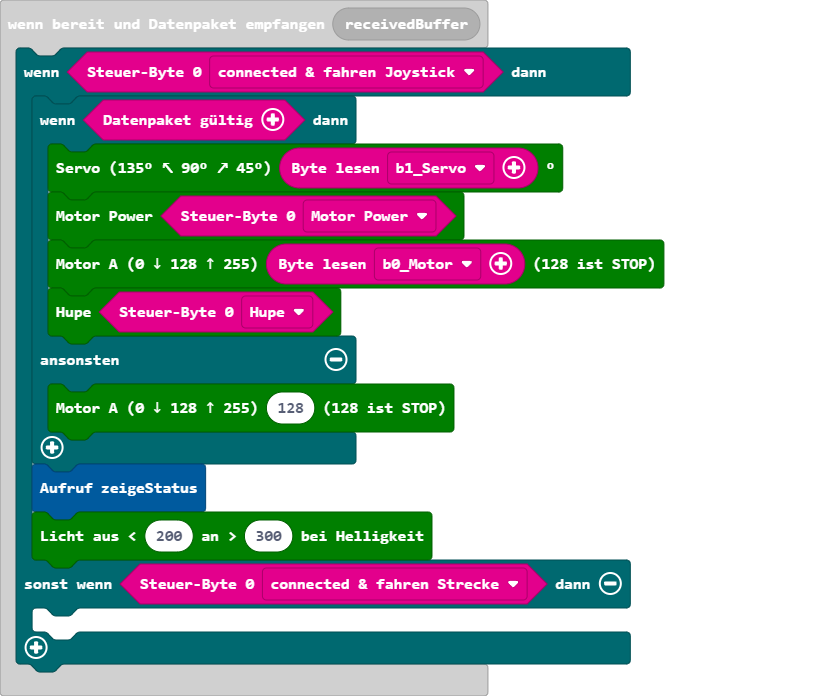 wenn bereit und Datenpaket empfangen receivedBuffer
wenn Steuer-Byte 0 connected & fahren Joystick dann
wenn Datenpaket gültig dann
Servo (135° ↖ 90° ↗ 45°) Byte lesen b1_Servo °
Motor Power Steuer-Byte 0 Motor Power
Motor A (0 ↓ 128 ↑ 255) Byte lesen b0_Motor (128 ist STOP)
Hupe Steuer-Byte 0 Hupe
ansonsten
Motor A (0 ↓ 128 ↑ 255) 128 (128 ist STOP)
Aufruf zeigeStatus
Licht aus < 200 an > 300 bei Helligkeit
sonst wenn Steuer-Byte 0 connected & fahren Strecke dann